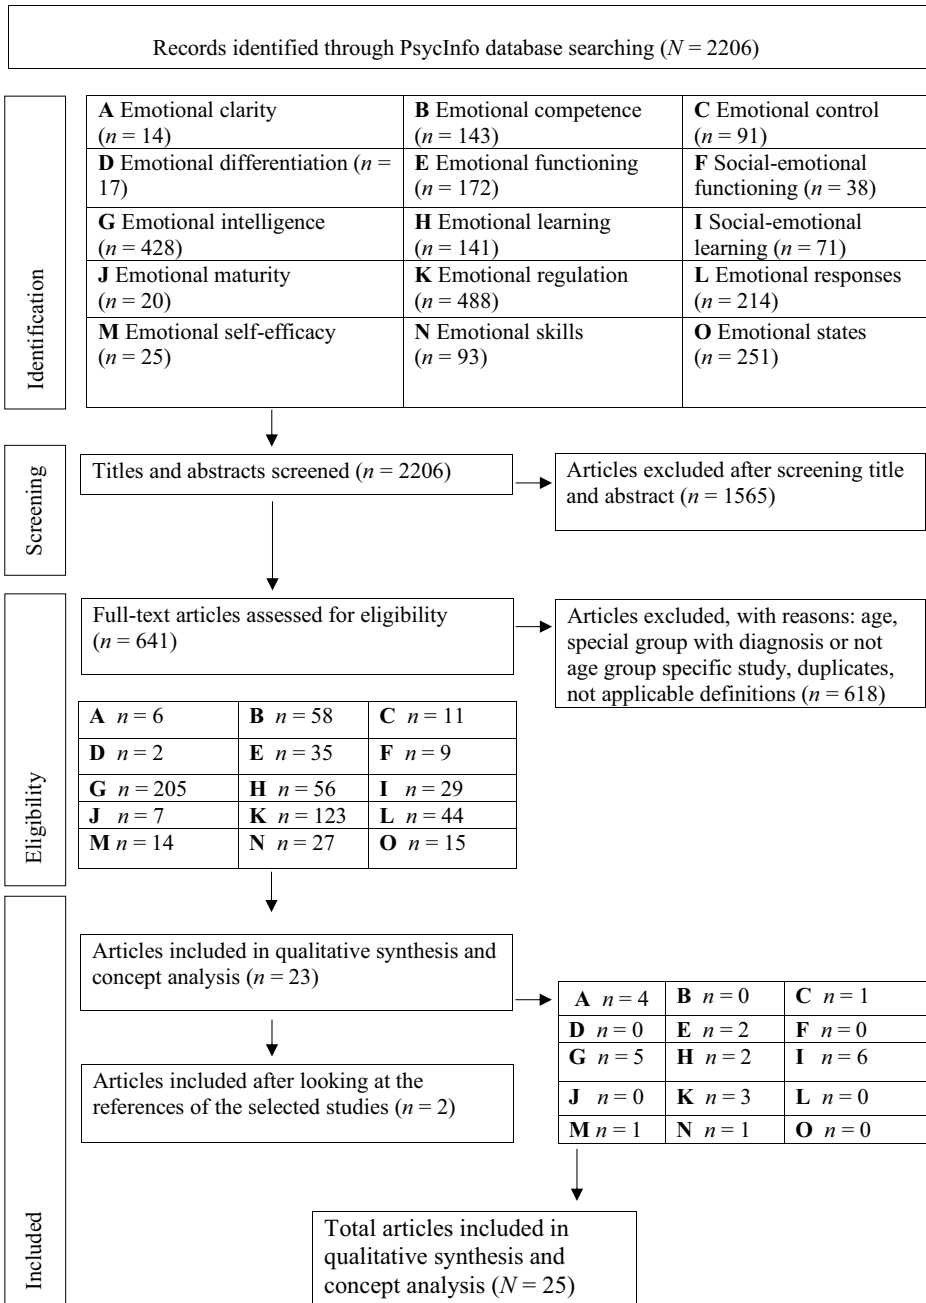 Records identified through PsycInfo database searching (N = 2206)
Identification
A Emotional clarity
(n = 14)
B Emotional competence
(n = 143)
C Emotional control
(n = 91)
D Emotional differentiation (n =
17)
E Emotional functioning
(n = 172)
F Social-emotional
functioning (n = 38)
G Emotional intelligence
(n = 428)
H Emotional learning
(n = 141)
I Social-emotional
learning (n = 71)
J Emotional maturity
(n = 20)
K Emotional regulation
(n = 488)
L Emotional responses
(n = 214)
M Emotional self-efficacy
(n = 25)
N Emotional skills
(n = 93)
O Emotional states
(n = 251)
Screening
Titles and abstracts screened (n = 2206)
Articles excluded after screening title
and abstract (n = 1565)
Eligibility
Full-text articles assessed for eligibility
(n = 641)
Articles excluded, with reasons: age,
special group with diagnosis or not
age group specific study, duplicates,
not applicable definitions (n = 618)
A n = 6
B n = 58
C n = 11
D n = 2
E n = 35
F n = 9
G n = 205
H n = 56
I n = 29
J n = 7
K n = 123
L n = 44
M n = 14
N n = 27
O n = 15
Included
Articles included in qualitative synthesis and
concept analysis (n = 23)
A n = 4
B n = 0
C n = 1
D n = 0
E n = 2
F n = 0
G n = 5
H n = 2
I n = 6
J n = 0
K n = 3
L n = 0
M n = 1
N n = 1
O n = 0
Articles included after looking at the
references of the selected studies (n = 2)
Total articles included in
qualitative synthesis and
concept analysis (N = 25)